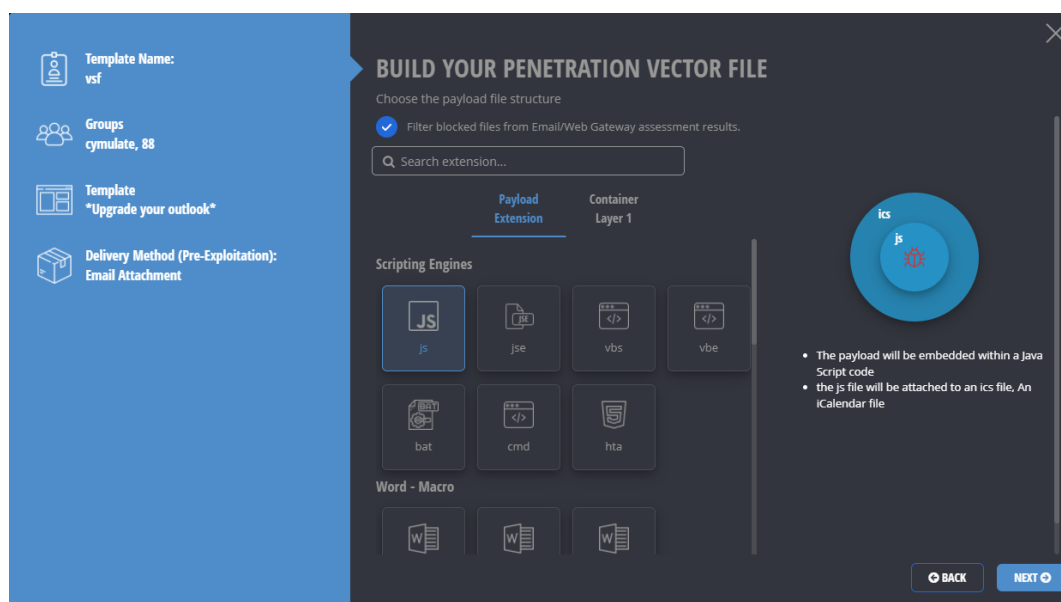 Template Name:
vsf
Groups
cymulate, 88
Template
*Upgrade your outlook*
Delivery Method (Pre-Exploitation):
Email Attachment
BUILD YOUR PENETRATION VECTOR FILE
Choose the payload file structure
Filter blocked files from Email/Web Gateway assessment results.
Search extension...
Payload
Extension
Container
Layer 1
Scripting Engines
JS
js
JSE
jse
</>
vbs
</>
vbe
BAT
bat
</>
cmd
5
hta
Word - Macro
W
W
W
ics
js
The payload will be embedded within a Java
Script code
the js file will be attached to an ics file, An
iCalendar file
BACK
NEXT